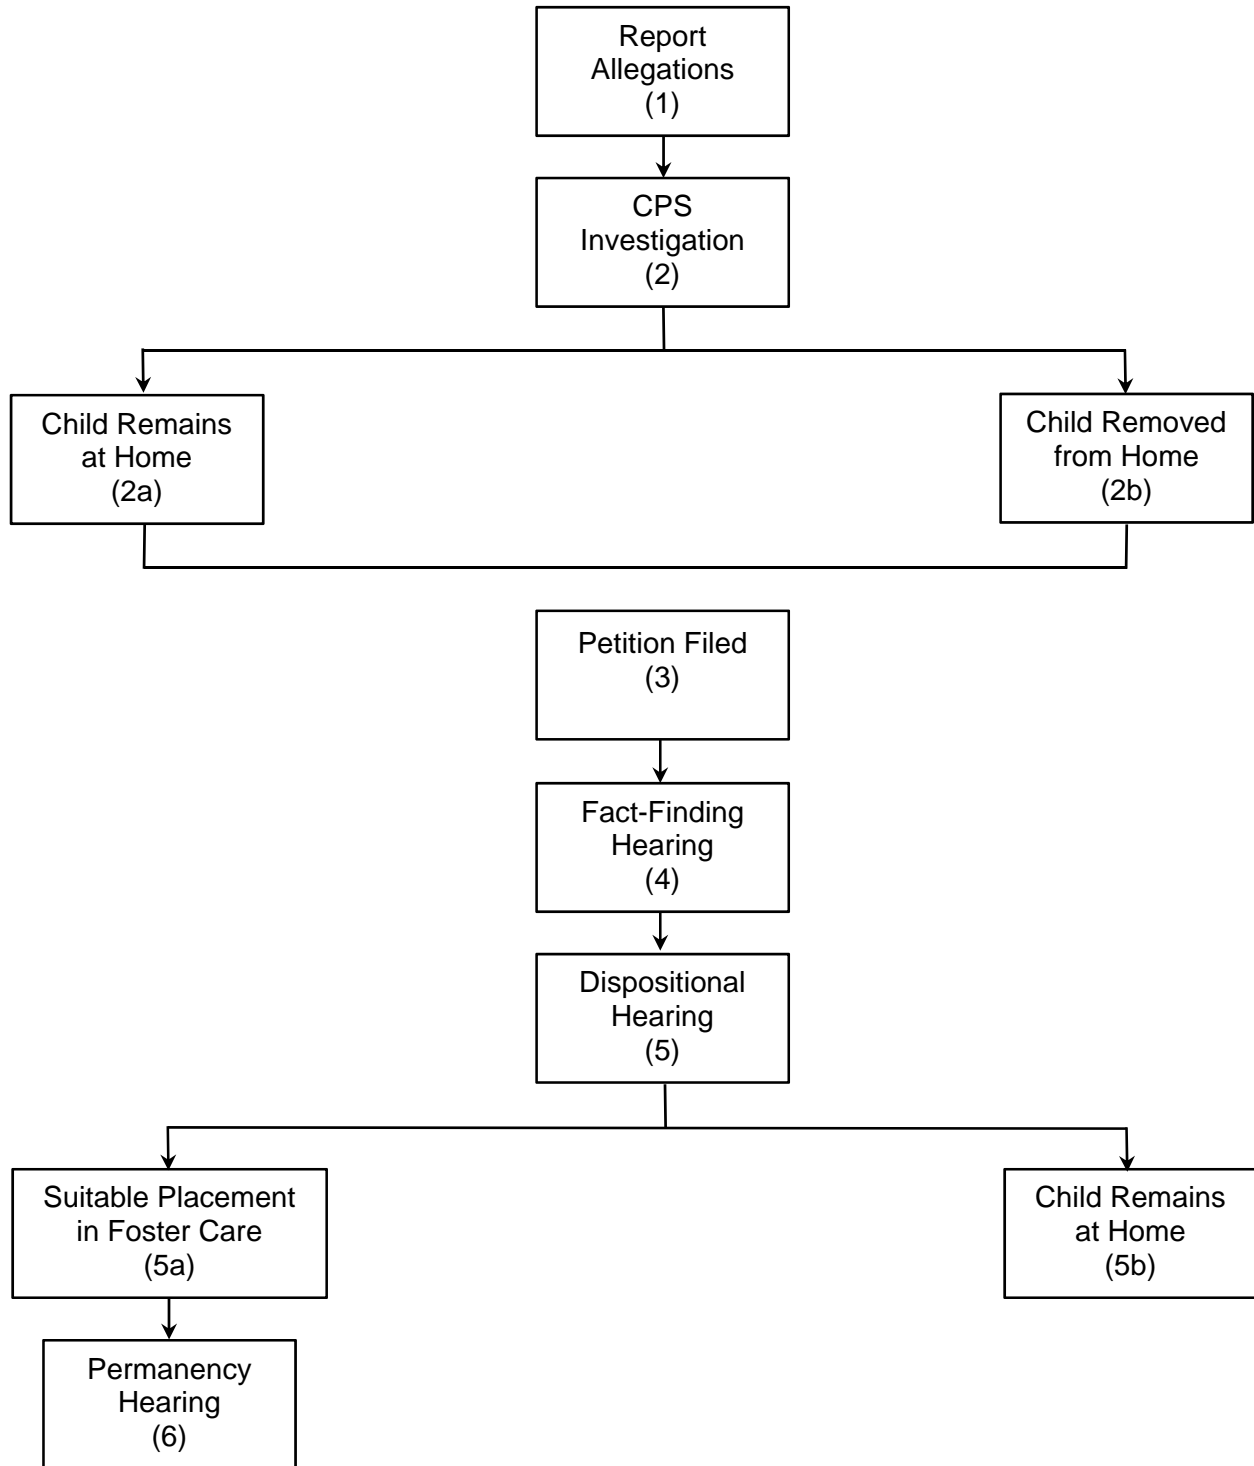 Report
Allegations
(1)
CPS
Investigation
(2)
Child Remains
at Home
(2a)
Child Removed
from Home
(2b)
Petition Filed
(3)
Fact-Finding
Hearing
(4)
Dispositional
Hearing
(5)
Suitable Placement
in Foster Care
(5a)
Child Remains
at Home
(5b)
Permanency
Hearing
(6)